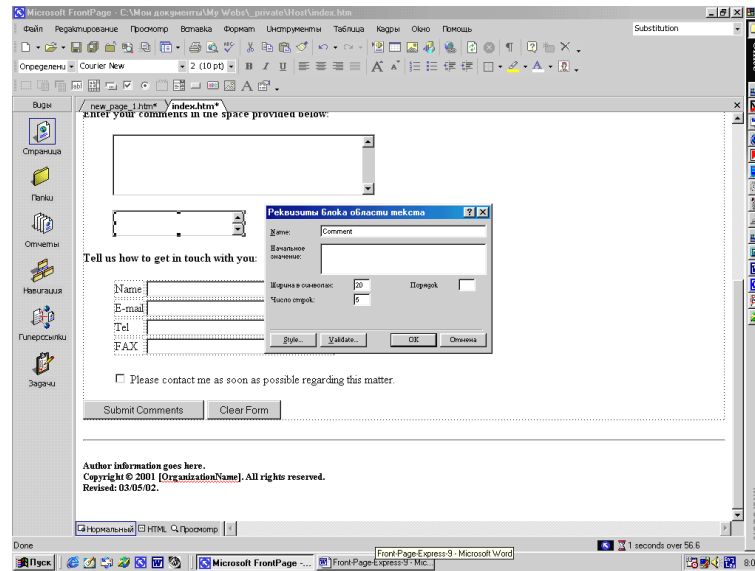 Microsoft FrontPage - C:\Мои документы\My Webs\_private\Host\index.htm
Файл Редактирование Просмотр Вставка Формат Инструменты Таблица Кадры Окно Помощь
Substitution
Определени Courier New 2 (10 pt)
Виды
new_page_1.htm* index.htm*
Страница
Папки
Отчеты
Навигация
Гиперссылки
Задачи
Enter your comments in the space provided below:
Реквизиты блока области текста
Name: Comment
Начальное значение:
Ширина в символах: 20 Порядок
Число строк: 5
Style... Validate... OK Отмена
Tell us how to get in touch with you:
Name
E-mail
Tel
FAX
Please contact me as soon as possible regarding this matter.
Submit Comments Clear Form
Author information goes here.
Copyright © 2001 [OrganizationName]. All rights reserved.
Revised: 03/05/02.
Нормальный HTML Просмотр
Done
1 seconds over 56.6
Front-Page-Express-9 - Microsoft Word
Пуск
Microsoft FrontPage -...
Front-Page-Express-9 - Mic...
8:0